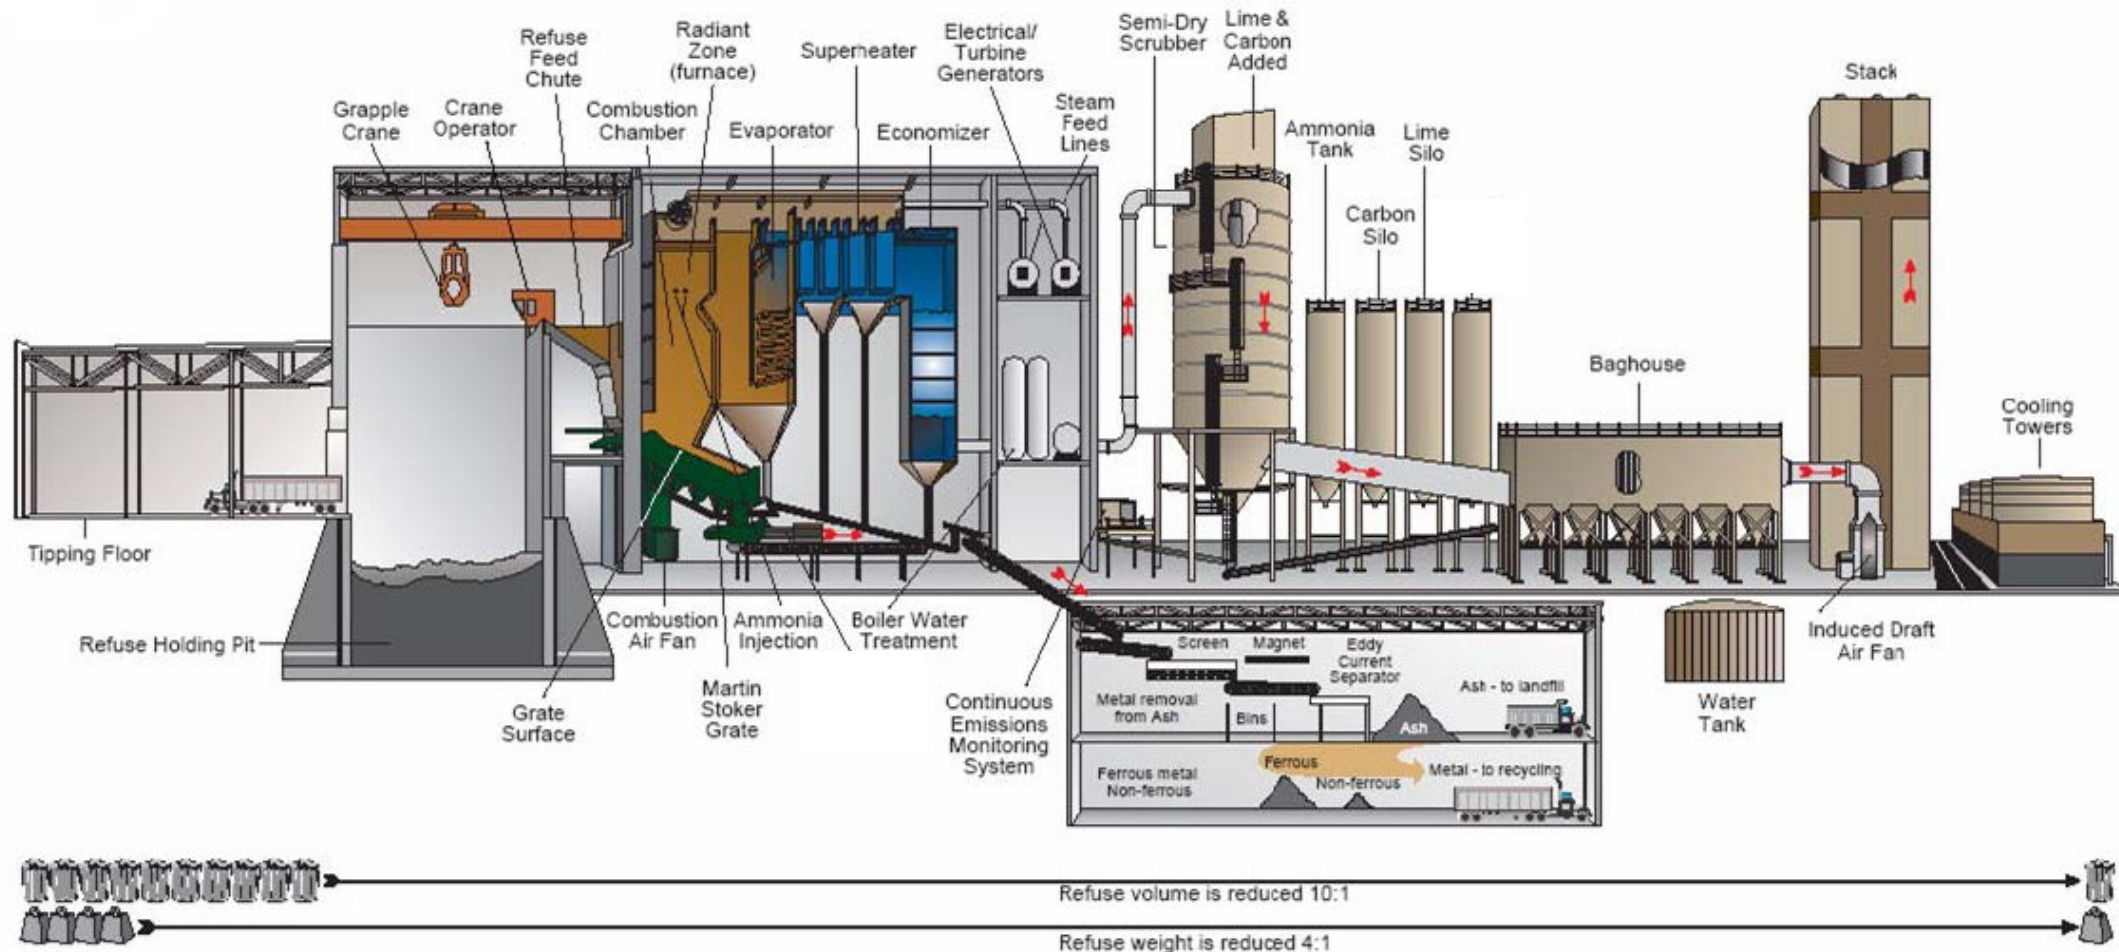 Refuse
Feed
Chute
Radiant
Zone
(furnace)
Superheater
Electrical/
Turbine
Generators
Semi-Dry
Scrubber
Lime &
Carbon
Added
Stack
Grapple
Crane
Crane
Operator
Combustion
Chamber
Evaporator
Economizer
Steam
Feed
Lines
Ammonia
Tank
Lime
Silo
Carbon
Silo
Baghouse
Cooling
Towers
Tipping Floor
Refuse Holding Pit
Combustion
Air Fan
Ammonia
Injection
Boiler Water
Treatment
Grate
Surface
Martin
Stoker
Grate
Continuous
Emissions
Monitoring
System
Screen
Magnet
Eddy
Current
Separator
Metal removal
from Ash
Bins
Ash
Ash - to landfill
Ferrous metal
Non-ferrous
Ferrous
Non-ferrous
Metal - to recycling
Water
Tank
Induced Draft
Air Fan
Refuse volume is reduced 10:1
Refuse weight is reduced 4:1